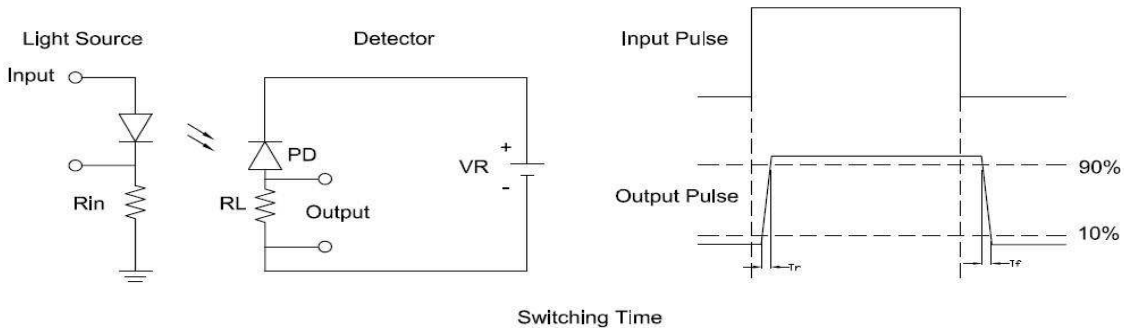 Light Source
Detector
Input
Rin
PD
RL
Output
VR
+
-
Input Pulse
Output Pulse
90%
10%
Tr
Tf
Switching Time